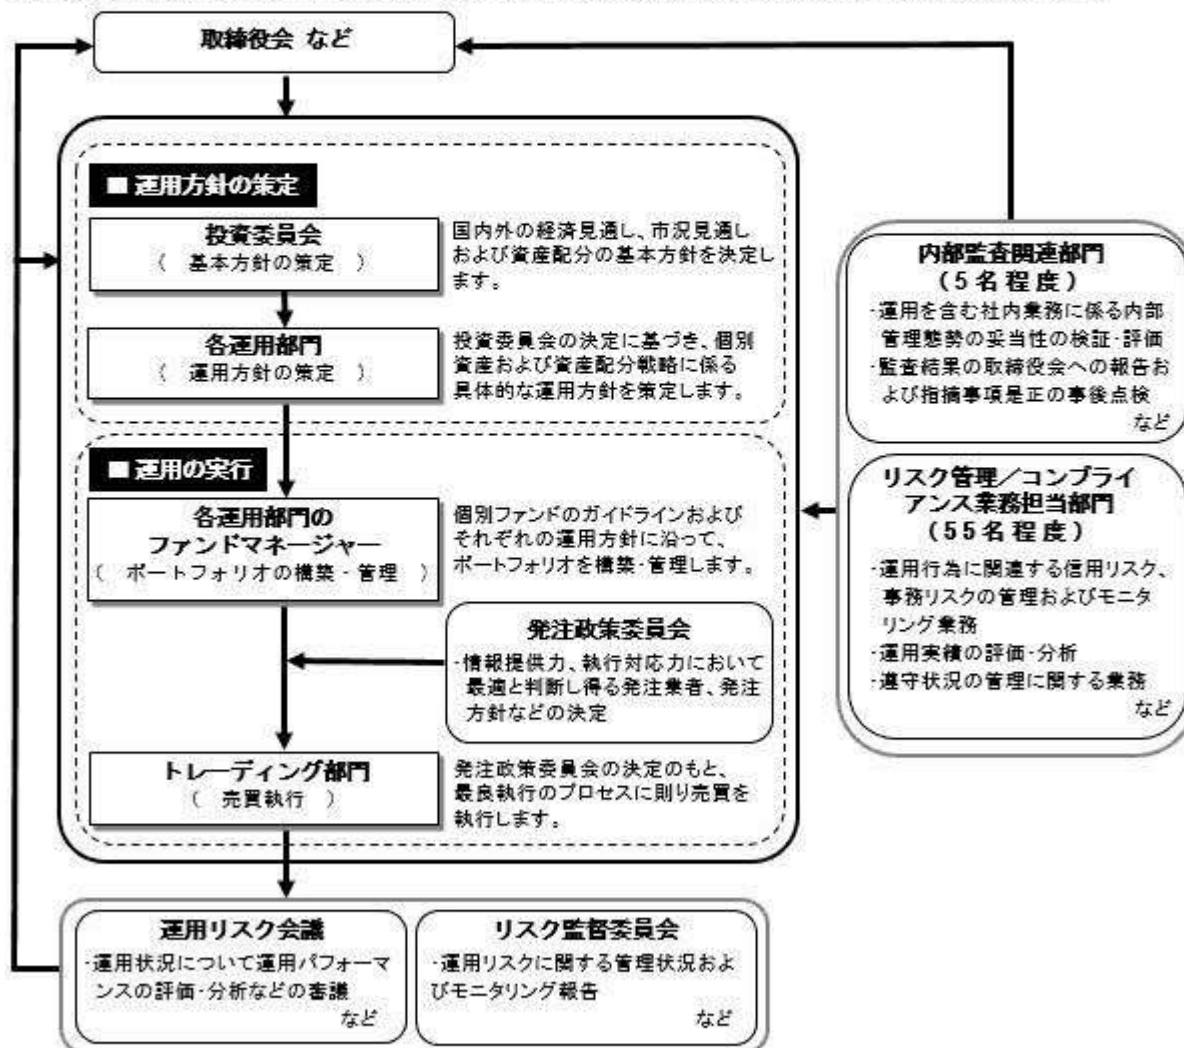 取締役会 など
■ 運用方針の策定
投資委員会
( 基本方針の策定 )
国内外の経済見通し、市況見通し
および資産配分の基本方針を決定し
ます。
各運用部門
( 運用方針の策定 )
投資委員会の決定に基づき、個別
資産および資産配分戦略に係る
具体的な運用方針を策定します。
■ 運用の実行
各運用部門の
ファンドマネージャー
( ポートフォリオの構築・管理 )
個別ファンドのガイドラインおよび
それぞれの運用方針に沿って、
ポートフォリオを構築・管理します。
発注政策委員会
・情報提供力、執行対応力において
最適と判断し得る発注業者、発注
方針などの決定
トレーディング部門
( 売買執行 )
発注政策委員会の決定のもと、
最良執行のプロセスに則り売買を
執行します。
内部監査関連部門
(5名程度)
・運用を含む社内業務に係る内部
管理態勢の妥当性の検証・評価
・監査結果の取締役会への報告お
よび指摘事項是正の事後点検
など
リスク管理/コンプライ
アンス業務担当部門
(55名程度)
・運用行為に関連する信用リスク、
事務リスクの管理およびモニタ
リング業務
・運用実績の評価・分析
・遵守状況の管理に関する業務
など
運用リスク会議
・運用状況について運用パフォーマ
ンスの評価・分析などの審議
など
リスク監督委員会
・運用リスクに関する管理状況およ
びモニタリング報告
など